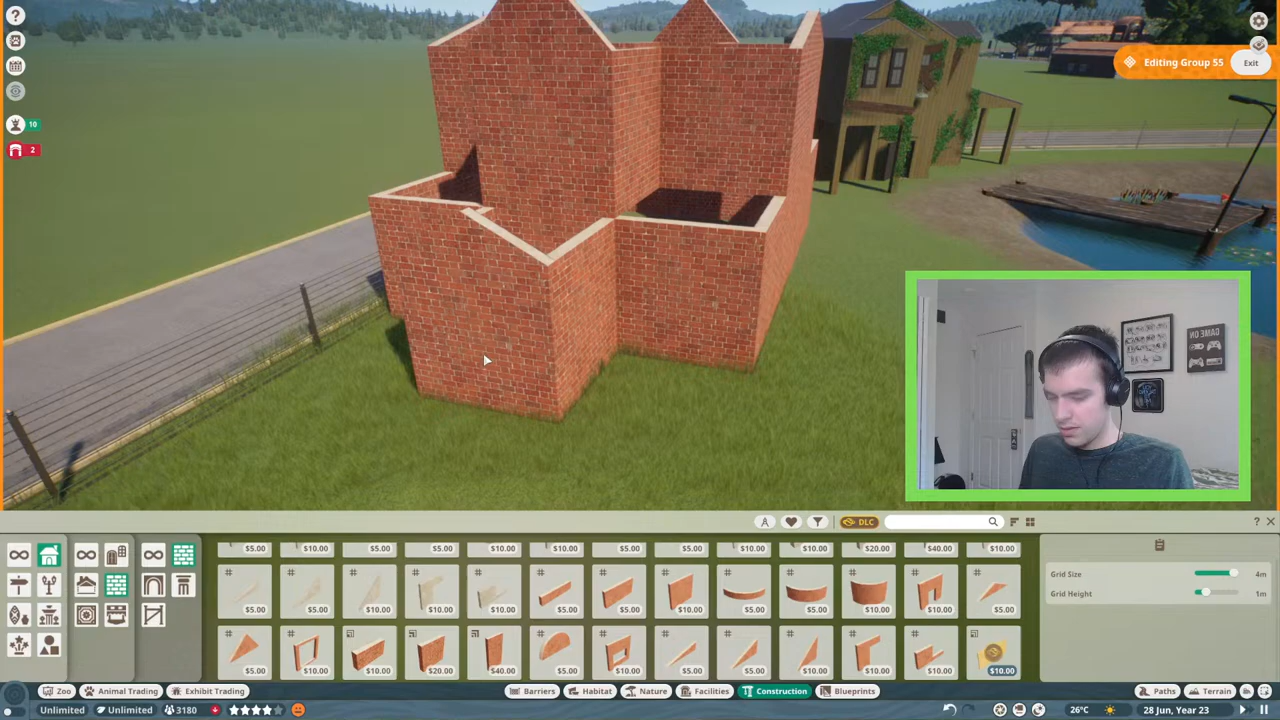 ?
Editing Group 55
Exit
10
2
GAME ON
DLC
?
$5.00 $10.00 $5.00 $5.00 $10.00 $5.00 $5.00 $5.00 $10.00 $10.00 $20.00 $40.00 $10.00
Grid Size 4m
Grid Height 1m
$5.00 $5.00 $5.00 $10.00 $10.00 $5.00 $5.00 $10.00 $5.00 $5.00 $10.00 $10.00 $5.00
$5.00 $10.00 $10.00 $20.00 $40.00 $5.00 $10.00 $5.00 $5.00 $10.00 $10.00 $10.00 $10.00
Zoo Animal Trading Exhibit Trading Barriers Habitat Nature Facilities Construction Blueprints Paths Terrain
Unlimited Unlimited 3180 26°C 28 Jun, Year 23